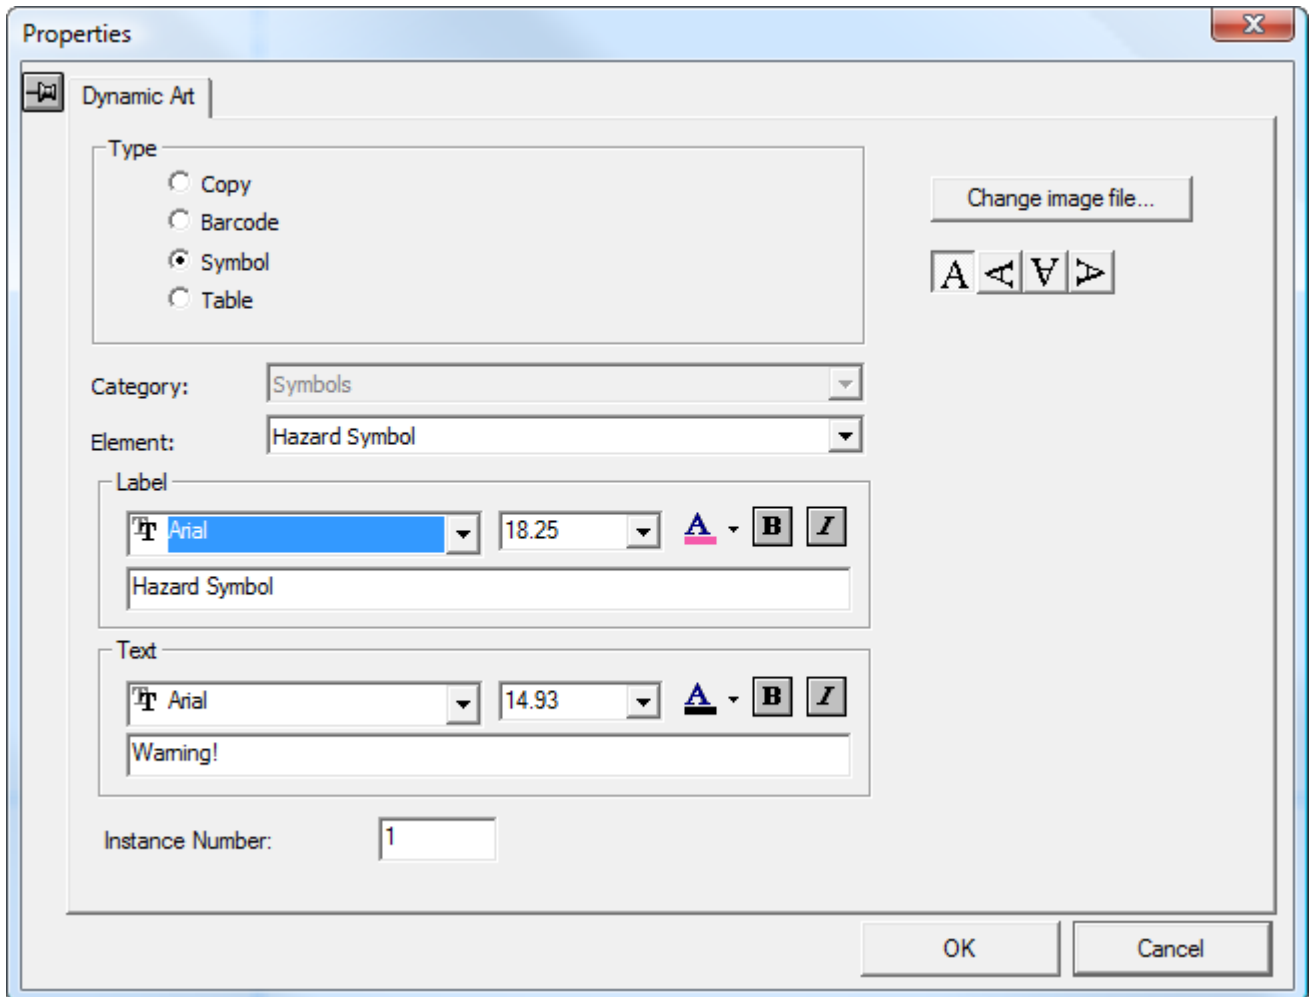 Properties
Dynamic Art
Type
Copy
Barcode
Symbol
Table
Change image file...
A A A A
Category: Symbols
Element: Hazard Symbol
Label
Arial 18.25 A B I
Hazard Symbol
Text
Arial 14.93 A B I
Warning!
Instance Number: 1
OK Cancel